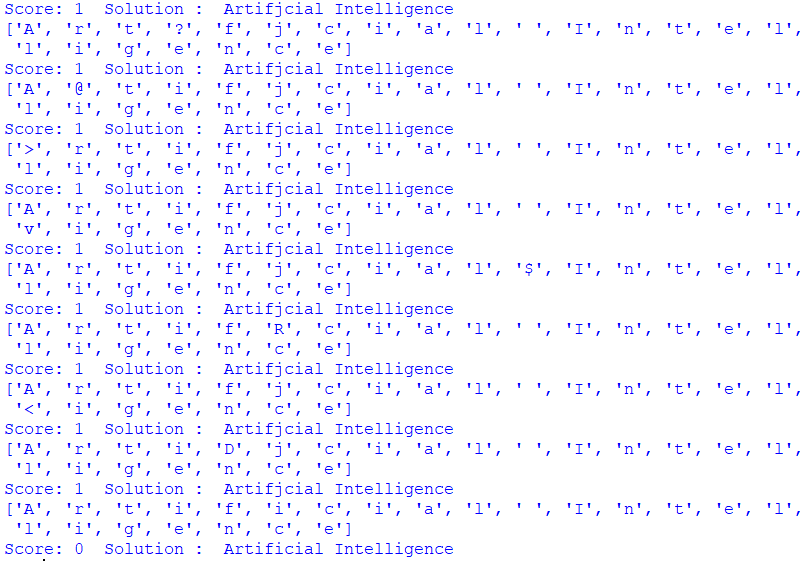 Score: 1  Solution :  Artifjcial Intelligence
['A', 'r', 't', '?', 'f', 'j', 'c', 'i', 'a', 'l', ' ', 'I', 'n', 't', 'e', 'l',
'l', 'i', 'g', 'e', 'n', 'c', 'e']
Score: 1  Solution :  Artifjcial Intelligence
['A', '@', 't', 'i', 'f', 'j', 'c', 'i', 'a', 'l', ' ', 'I', 'n', 't', 'e', 'l',
'l', 'i', 'g', 'e', 'n', 'c', 'e']
Score: 1  Solution :  Artifjcial Intelligence
['>', 'r', 't', 'i', 'f', 'j', 'c', 'i', 'a', 'l', ' ', 'I', 'n', 't', 'e', 'l',
'l', 'i', 'g', 'e', 'n', 'c', 'e']
Score: 1  Solution :  Artifjcial Intelligence
['A', 'r', 't', 'i', 'f', 'j', 'c', 'i', 'a', 'l', ' ', 'I', 'n', 't', 'e', 'l',
'v', 'i', 'g', 'e', 'n', 'c', 'e']
Score: 1  Solution :  Artifjcial Intelligence
['A', 'r', 't', 'i', 'f', 'j', 'c', 'i', 'a', 'l', '$', 'I', 'n', 't', 'e', 'l',
'l', 'i', 'g', 'e', 'n', 'c', 'e']
Score: 1  Solution :  Artifjcial Intelligence
['A', 'r', 't', 'i', 'f', 'R', 'c', 'i', 'a', 'l', ' ', 'I', 'n', 't', 'e', 'l',
'l', 'i', 'g', 'e', 'n', 'c', 'e']
Score: 1  Solution :  Artifjcial Intelligence
['A', 'r', 't', 'i', 'f', 'j', 'c', 'i', 'a', 'l', ' ', 'I', 'n', 't', 'e', 'l',
'<', 'i', 'g', 'e', 'n', 'c', 'e']
Score: 1  Solution :  Artifjcial Intelligence
['A', 'r', 't', 'i', 'D', 'j', 'c', 'i', 'a', 'l', ' ', 'I', 'n', 't', 'e', 'l',
'l', 'i', 'g', 'e', 'n', 'c', 'e']
Score: 1  Solution :  Artifjcial Intelligence
['A', 'r', 't', 'i', 'f', 'i', 'c', 'i', 'a', 'l', ' ', 'I', 'n', 't', 'e', 'l',
'l', 'i', 'g', 'e', 'n', 'c', 'e']
Score: 0  Solution :  Artificial Intelligence